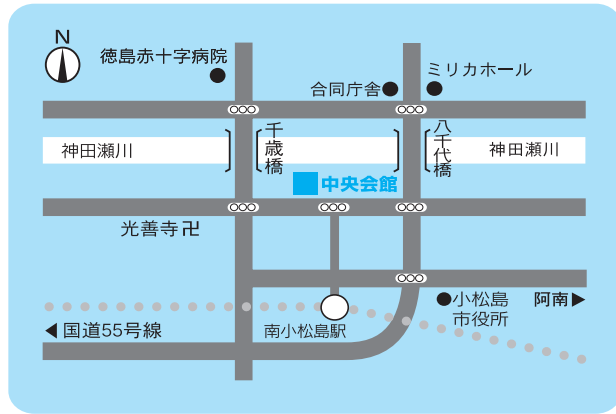 N
徳島赤十字病院
合同庁舎
ミリカホール
神田瀬川
千歳橋
八千代橋
神田瀬川
中央会館
光善寺卍
小松島
市役所
阿南▶
◀国道55号線
南小松島駅